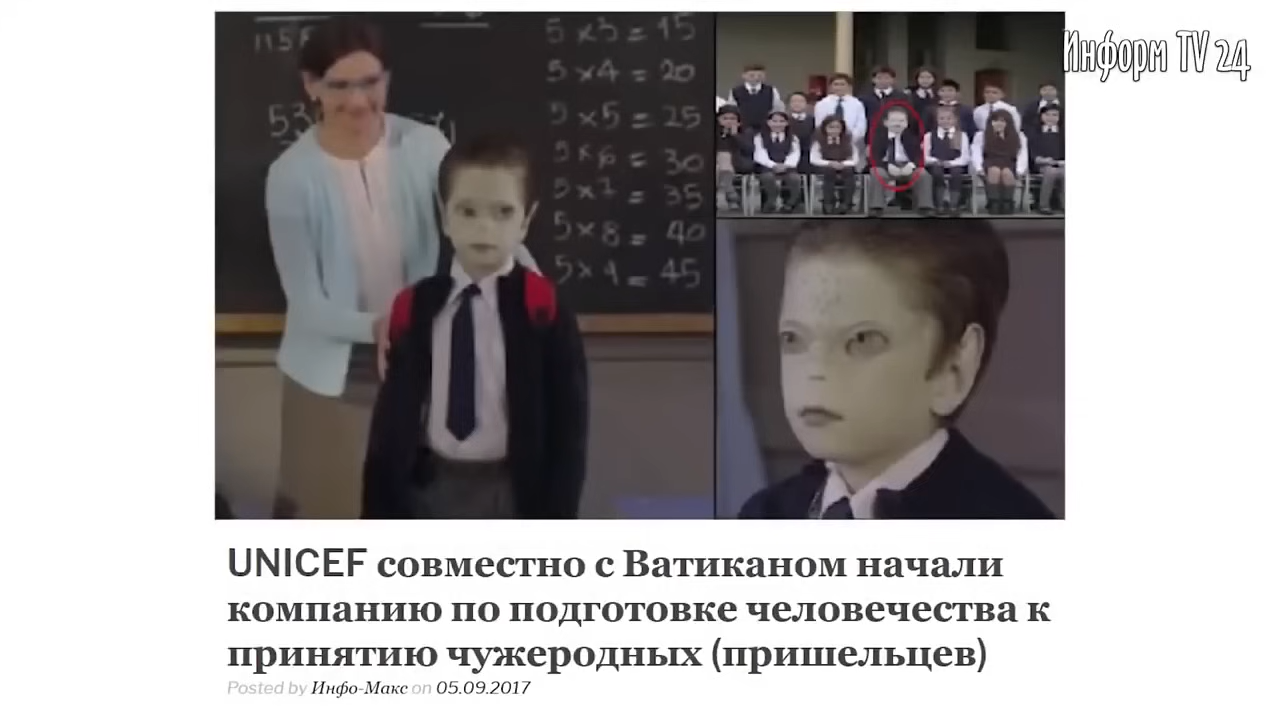 Информ TV 24
115
5 x 3 = 15
5 x 4 = 20
53
5 x 5 = 25
5 x 6 = 30
5 x 7 = 35
5 x 8 = 40
5 x 9 = 45
UNICEF совместно с Ватиканом начали
компанию по подготовке человечества к
принятию чужеродных (пришельцев)
Posted by Инфо-Макс on 05.09.2017